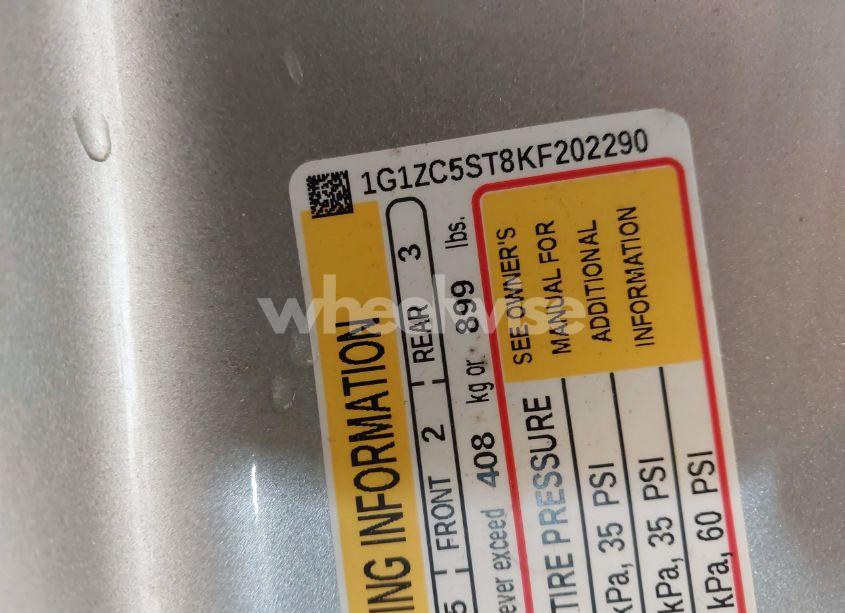 1G1ZC5ST8KF202290
ING INFORMATION
5 FRONT 2 REAR 3
ever exceed 408 kg or 899 lbs.
TIRE PRESSURE
SEE OWNER'S
MANUAL FOR
ADDITIONAL
INFORMATION
kPa, 35 PSI
kPa, 35 PSI
kPa, 60 PSI
wheelwise